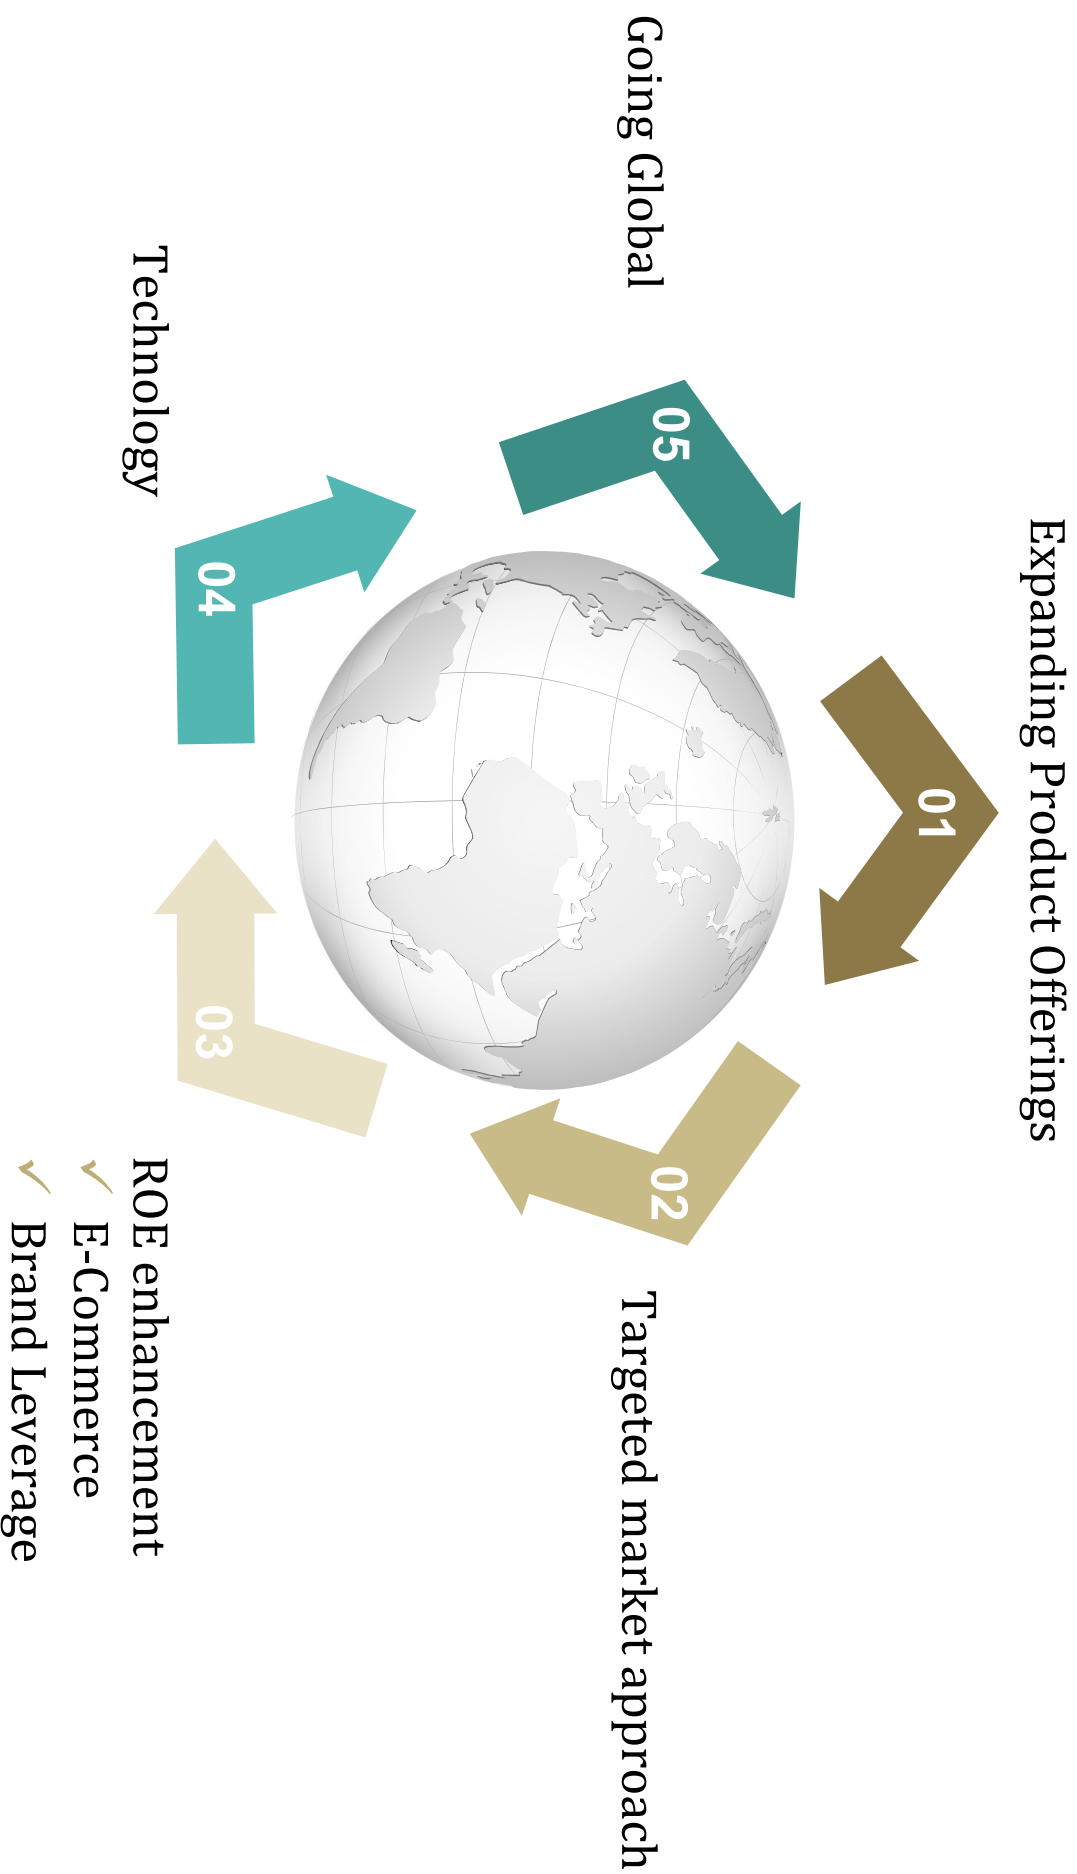 Expanding Product Offerings
01
Going Global
05
02
Targeted market approach
Technology
04
03
ROE enhancement
✓ E-Commerce
✓ Brand Leverage